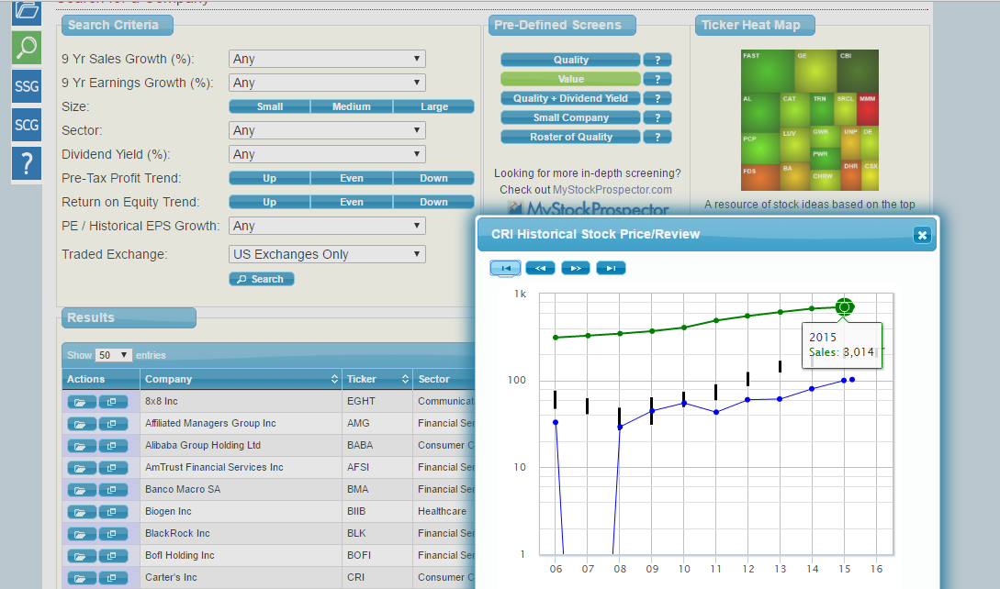 Search for a Company
Search Criteria
9 Yr Sales Growth (%): Any
9 Yr Earnings Growth (%): Any
Size: Small Medium Large
Sector: Any
Dividend Yield (%): Any
Pre-Tax Profit Trend: Up Even Down
Return on Equity Trend: Up Even Down
PE / Historical EPS Growth: Any
Traded Exchange: US Exchanges Only
Search
SSG
SCG
?
Pre-Defined Screens
Quality ?
Value ?
Quality + Dividend Yield ?
Small Company ?
Roster of Quality ?
Looking for more in-depth screening?
Check out MyStockProspector.com
MyStockProspector
Ticker Heat Map
FAST GE CBI
AL CAT TRN SRCL MMM
PCP LUV GWR UNP DE
PWR
FDS BA CHRW DHR CSX
A resource of stock ideas based on the top
Results
Show 50 entries
Actions Company Ticker Sector
8x8 Inc EGHT Communicat
Affiliated Managers Group Inc AMG Financial Ser
Alibaba Group Holding Ltd BABA Consumer C
AmTrust Financial Services Inc AFSI Financial Ser
Banco Macro SA BMA Financial Ser
Biogen Inc BIIB Healthcare
BlackRock Inc BLK Financial Ser
BofI Holding Inc BOFI Financial Ser
Carter's Inc CRI Consumer C
CRI Historical Stock Price/Review
1k
100
10
1
2015
Sales: 3,014
06 07 08 09 10 11 12 13 14 15 16